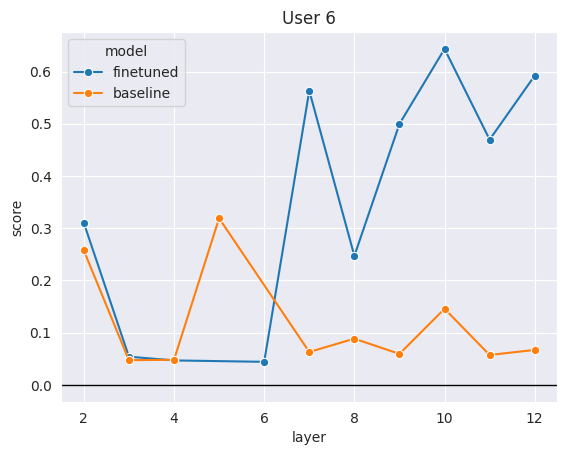 User 6
model
finetuned
baseline
score
0.6
0.5
0.4
0.3
0.2
0.1
0.0
2 4 6 8 10 12
layer